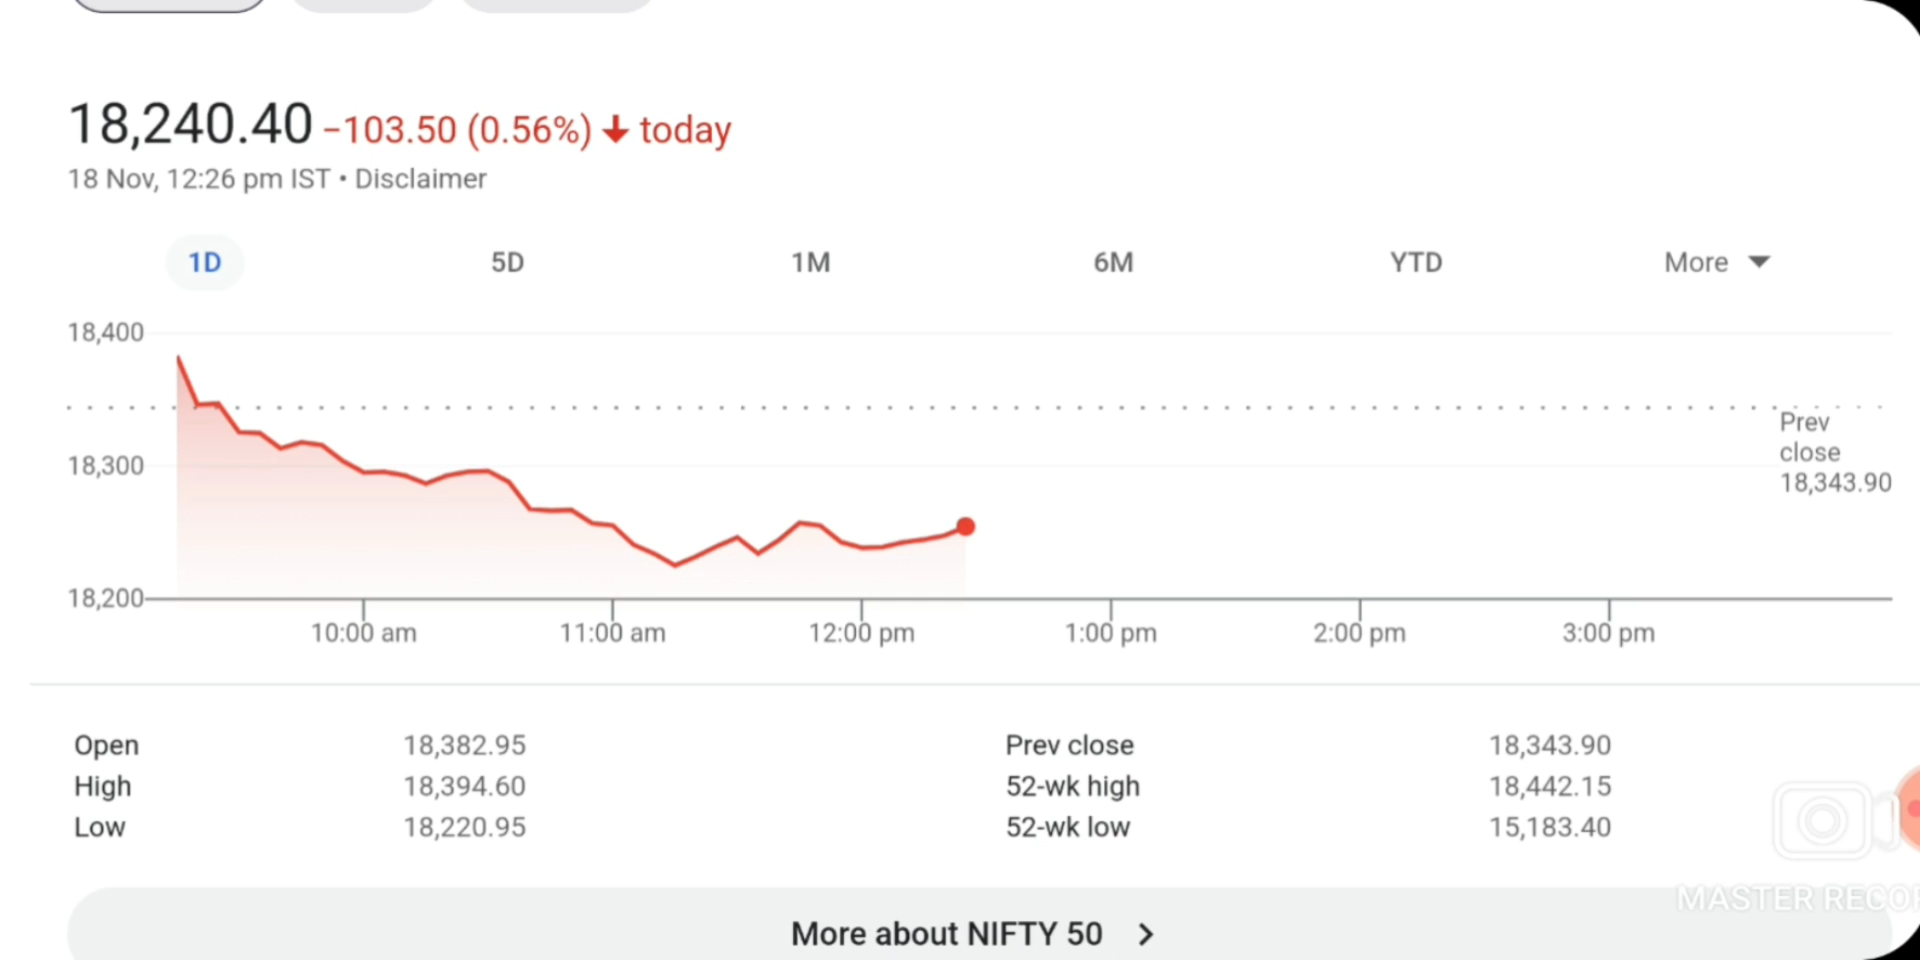 18,240.40 −103.50 (0.56%) ↓ today
18 Nov, 12:26 pm IST • Disclaimer
1D 5D 1M 6M YTD More
18,400
18,300
18,200
Prev
close
18,343.90
10:00 am 11:00 am 12:00 pm 1:00 pm 2:00 pm 3:00 pm
Open 18,382.95 Prev close 18,343.90
High 18,394.60 52-wk high 18,442.15
Low 18,220.95 52-wk low 15,183.40
MASTER RECO
More about NIFTY 50